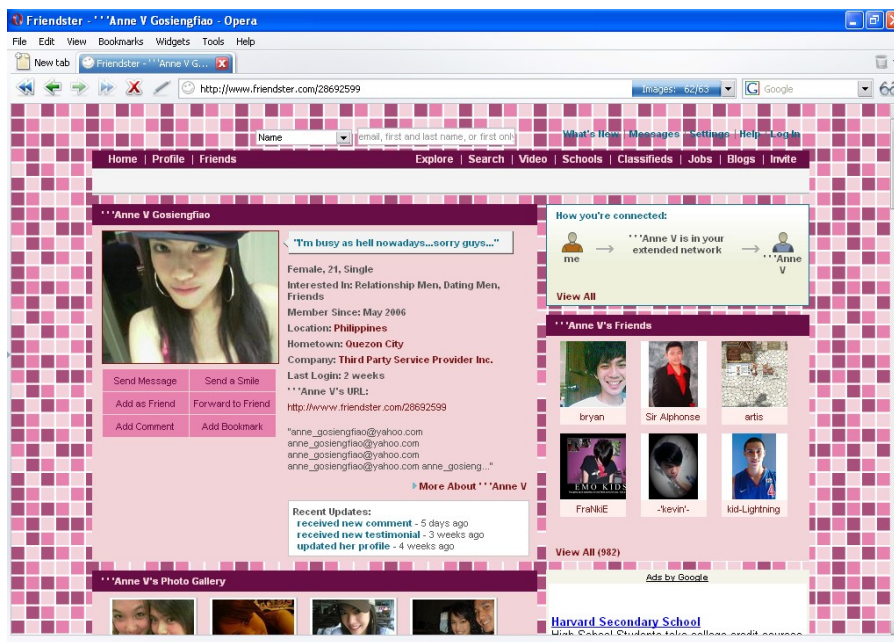 Friendster - ' ' 'Anne V Gosiengfiao - Opera
File Edit View Bookmarks Widgets Tools Help
New tab
Friendster - ' ' 'Anne V G...
http://www.friendster.com/28692599
Images: 62/63
Google
Name
email, first and last name, or first only
What's New | Messages | Settings | Help | Log In
Home | Profile | Friends
Explore | Search | Video | Schools | Classifieds | Jobs | Blogs | Invite
' ' 'Anne V Gosiengfiao
"I'm busy as hell nowadays...sorry guys..."
Female, 21, Single
Interested In: Relationship Men, Dating Men,
Friends
Member Since: May 2006
Location: Philippines
Hometown: Quezon City
Company: Third Party Service Provider Inc.
Last Login: 2 weeks
' ' 'Anne V's URL:
http://www.friendster.com/28692599
"anne_gosiengfiao@yahoo.com
anne_gosiengfiao@yahoo.com
anne_gosiengfiao@yahoo.com
anne_gosiengfiao@yahoo.com anne_gosieng..."
More About ' ' 'Anne V
Send Message
Send a Smile
Add as Friend
Forward to Friend
Add Comment
Add Bookmark
Recent Updates:
received new comment - 5 days ago
received new testimonial - 3 weeks ago
updated her profile - 4 weeks ago
' ' 'Anne V's Photo Gallery
How you're connected:
me
' ' 'Anne V is in your
extended network
' ' 'Anne
V
View All
' ' 'Anne V's Friends
bryan
Sir Alphonse
artis
EMO KIDS
FraNkiE
-'kevin'-
kid-Lightning
View All (982)
Ads by Google
Harvard Secondary School
High School Students take college credit courses